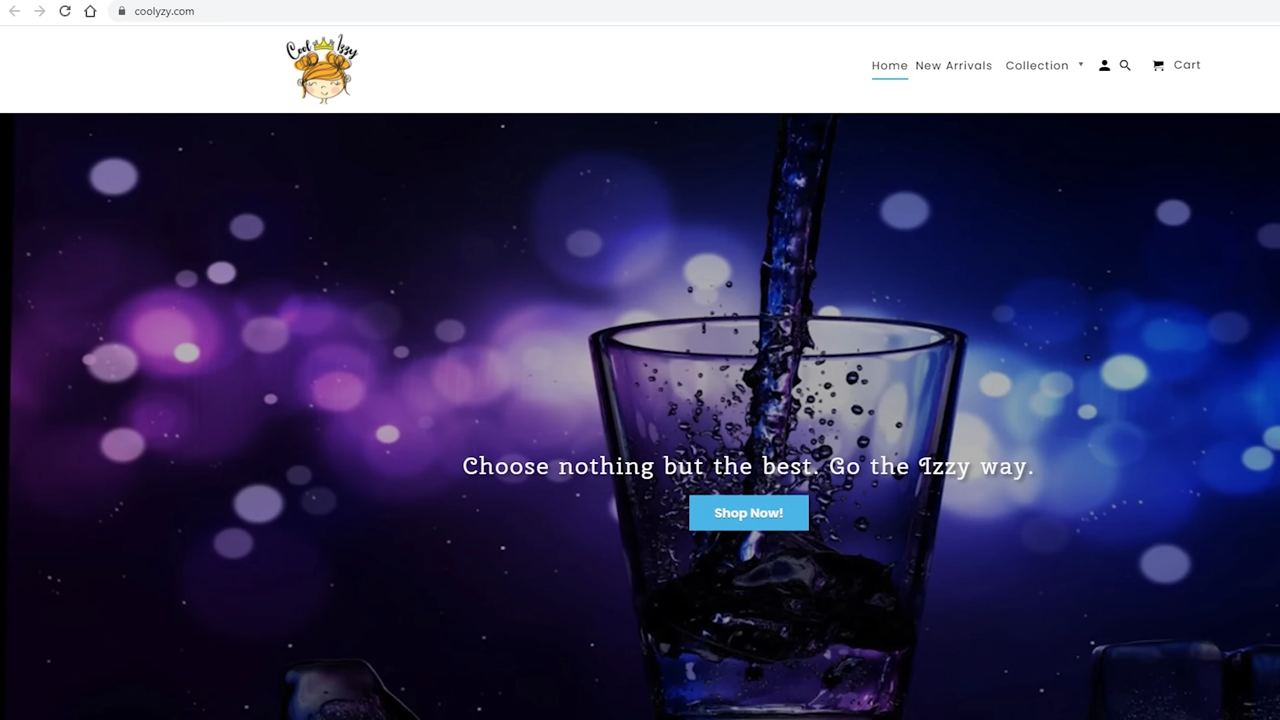 coolyzy.com
Cool Izzy
Home New Arrivals Collection Cart
Choose nothing but the best. Go the Izzy way.
Shop Now!